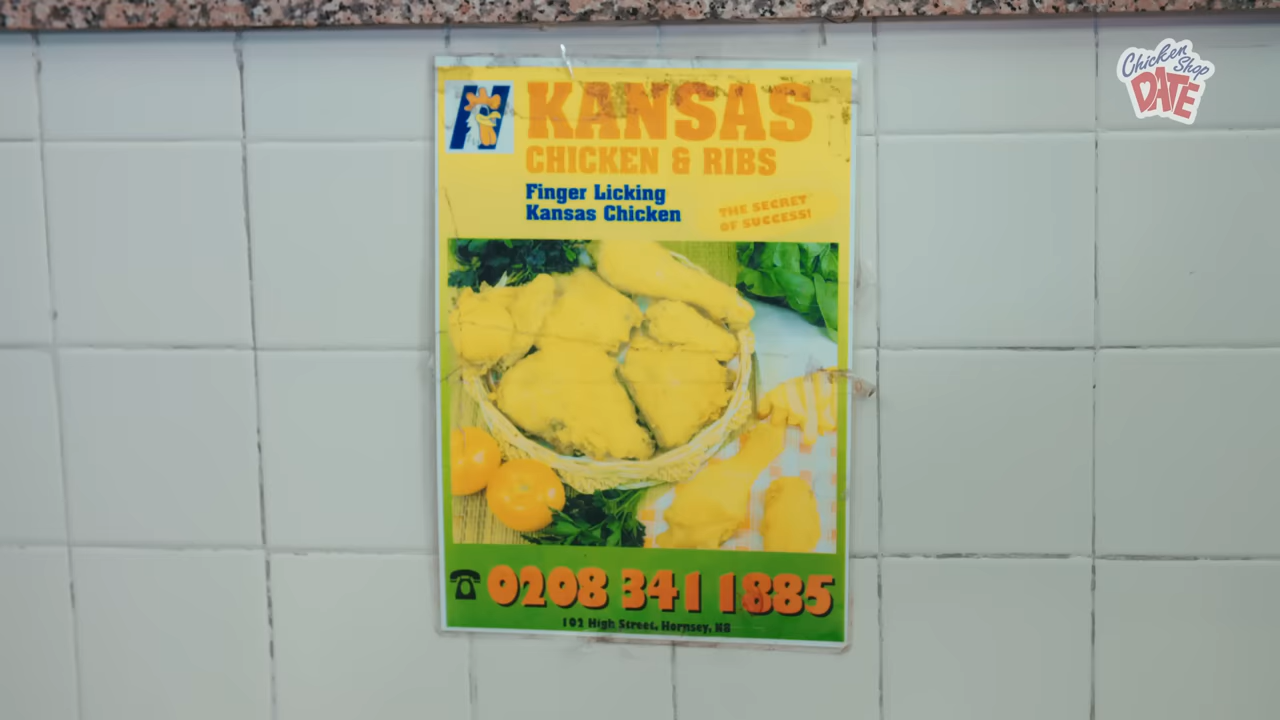 Chicken
Shop
DATE
KANSAS
CHICKEN & RIBS
Finger Licking
Kansas Chicken
THE SECRET
OF SUCCESS!
0208 341 1885
102 High Street, Hornsey, N8